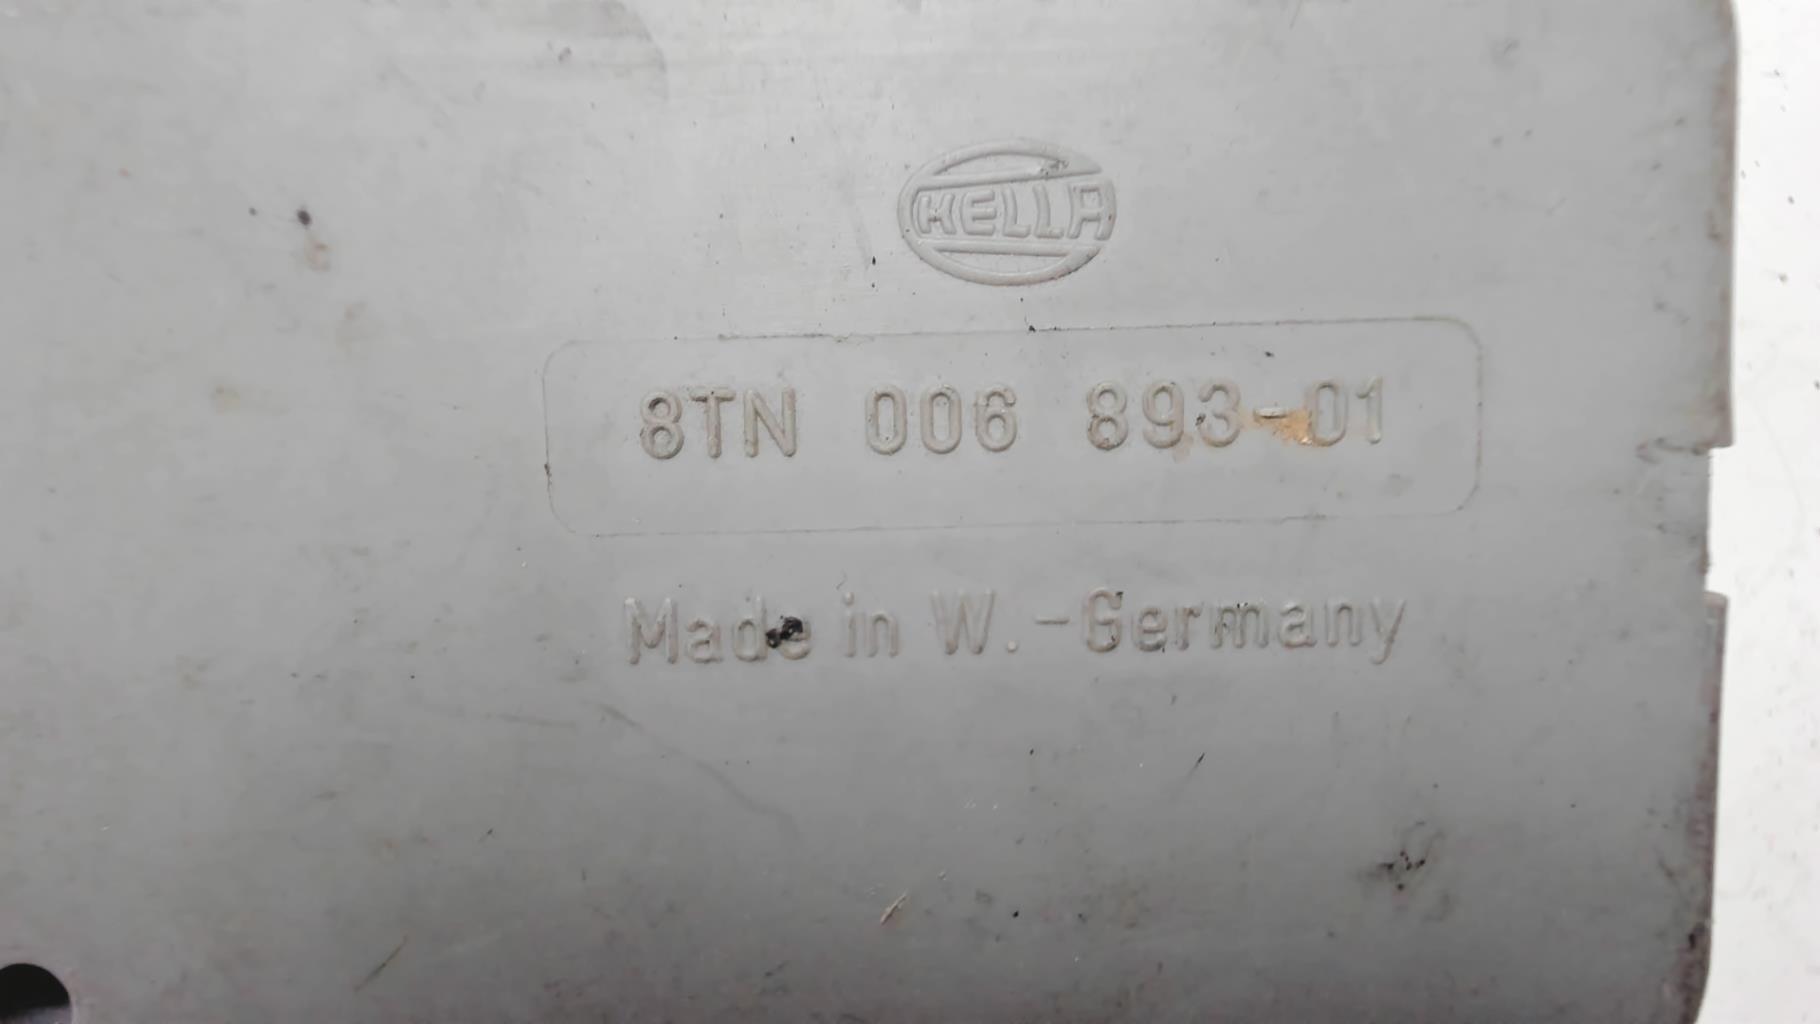 HELLA
8TN 006 893-01
Made in W.-Germany